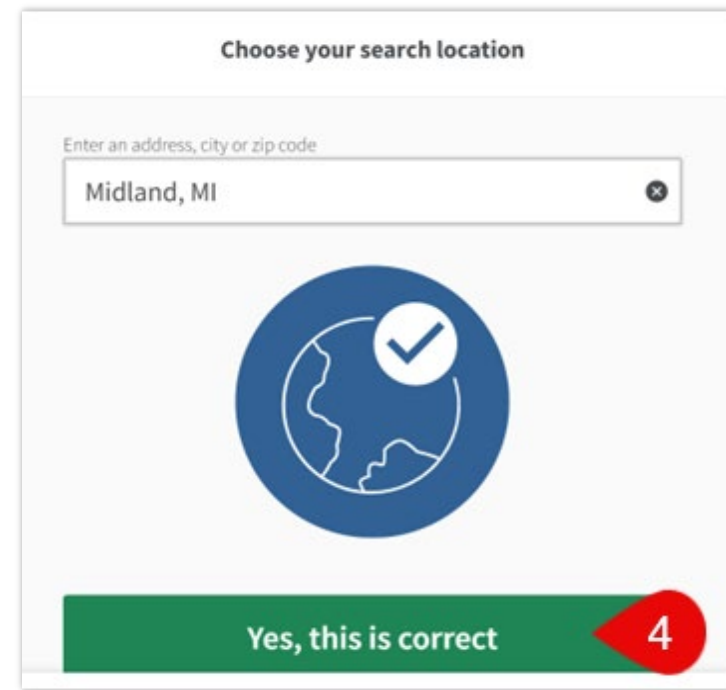 Choose your search location
Enter an address, city or zip code
Midland, MI
Yes, this is correct
4